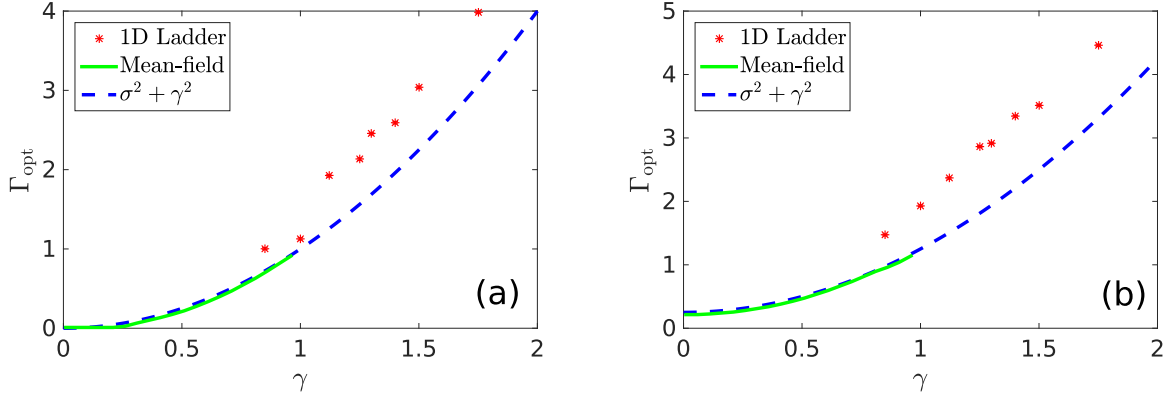 4
3
2
1
0
Γopt
1D Ladder
Mean-field
σ² + γ²
(a)
0 0.5 1 1.5 2
γ
5
4
3
2
1
0
Γopt
1D Ladder
Mean-field
σ² + γ²
(b)
0 0.5 1 1.5 2
γ